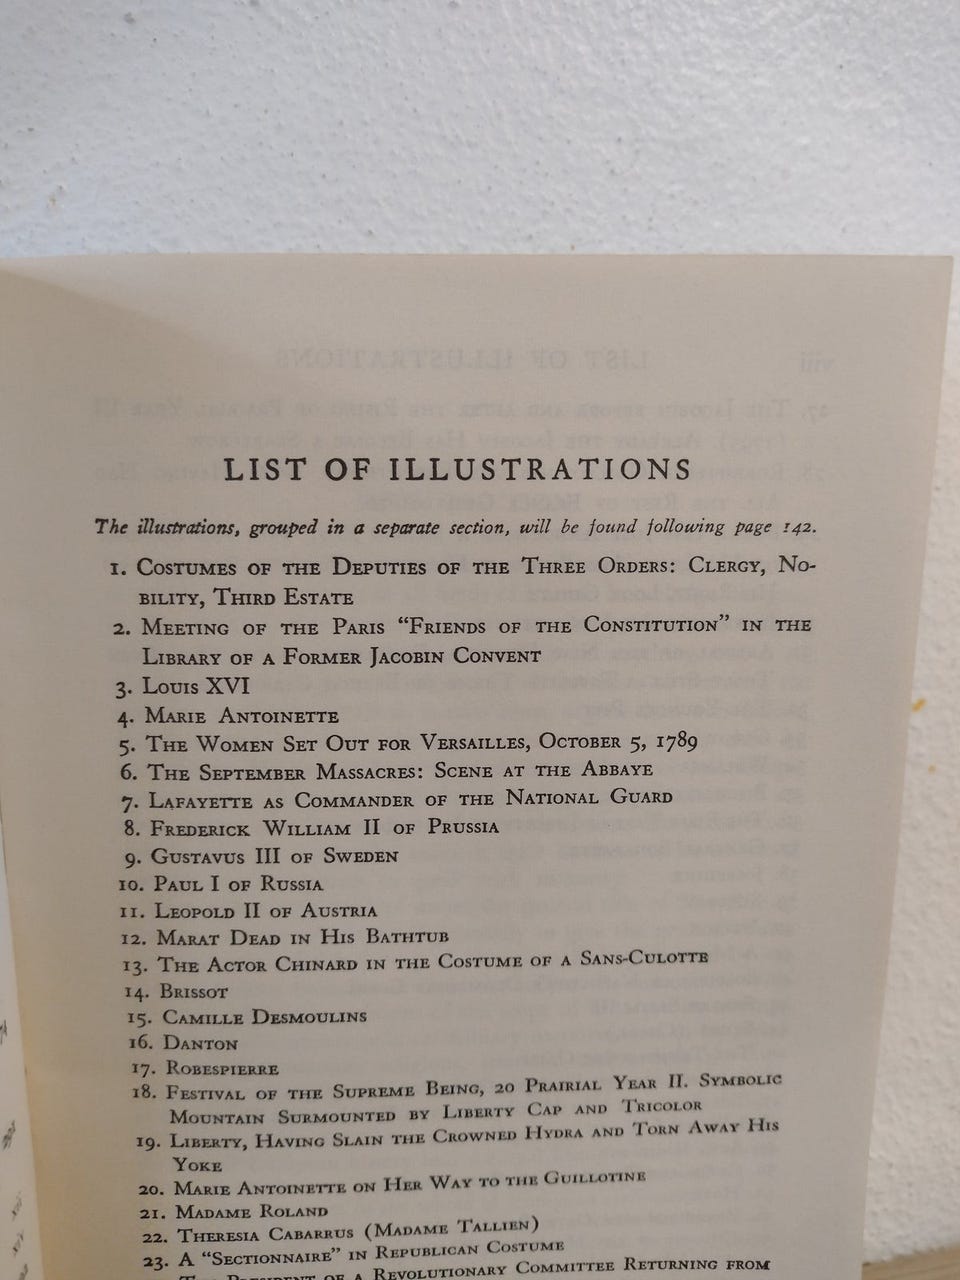 LIST OF ILLUSTRATIONS
The illustrations, grouped in a separate section, will be found following page 142.
1. Costumes of the Deputies of the Three Orders: Clergy, No-
bility, Third Estate
2. Meeting of the Paris “Friends of the Constitution” in the
Library of a Former Jacobin Convent
3. Louis XVI
4. Marie Antoinette
5. The Women Set Out for Versailles, October 5, 1789
6. The September Massacres: Scene at the Abbaye
7. Lafayette as Commander of the National Guard
8. Frederick William II of Prussia
9. Gustavus III of Sweden
10. Paul I of Russia
11. Leopold II of Austria
12. Marat Dead in His Bathtub
13. The Actor Chinard in the Costume of a Sans-Culotte
14. Brissot
15. Camille Desmoulins
16. Danton
17. Robespierre
18. Festival of the Supreme Being, 20 Prairial Year II. Symbolic
Mountain Surmounted by Liberty Cap and Tricolor
19. Liberty, Having Slain the Crowned Hydra and Torn Away His
Yoke
20. Marie Antoinette on Her Way to the Guillotine
21. Madame Roland
22. Theresia Cabarrus (Madame Tallien)
23. A “Sectionnaire” in Republican Costume
The President of a Revolutionary Committee Returning from